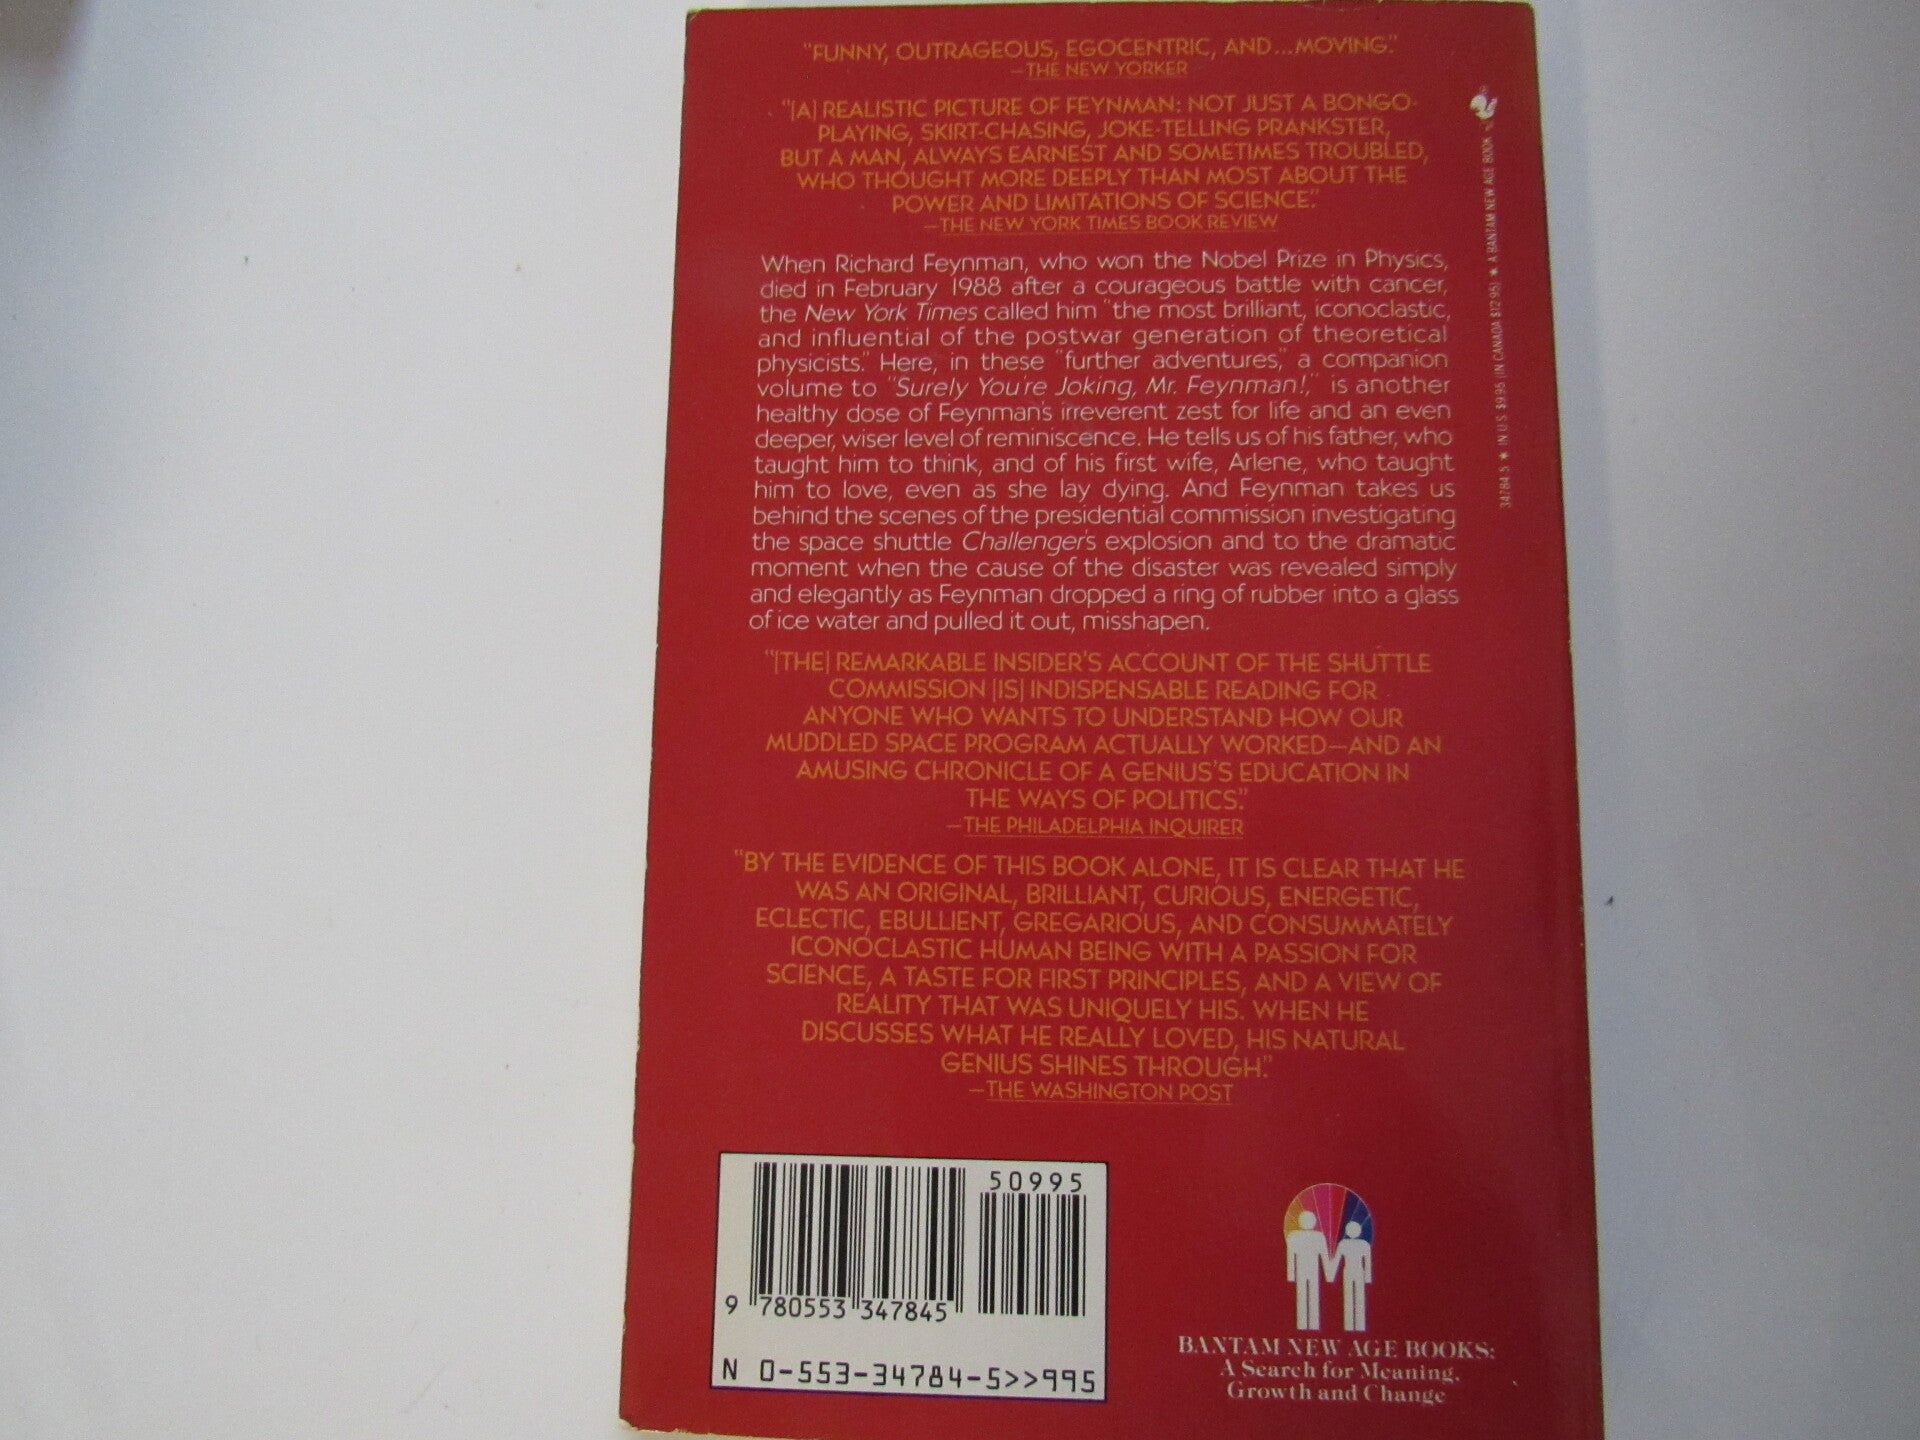 "FUNNY, OUTRAGEOUS, EGOCENTRIC, AND...MOVING."
—THE NEW YORKER
"[A] REALISTIC PICTURE OF FEYNMAN: NOT JUST A BONGO-
PLAYING, SKIRT-CHASING, JOKE-TELLING PRANKSTER,
BUT A MAN, ALWAYS EARNEST AND SOMETIMES TROUBLED,
WHO THOUGHT MORE DEEPLY THAN MOST ABOUT THE
POWER AND LIMITATIONS OF SCIENCE."
—THE NEW YORK TIMES BOOK REVIEW
When Richard Feynman, who won the Nobel Prize in Physics,
died in February 1988 after a courageous battle with cancer,
the New York Times called him "the most brilliant, iconoclastic,
and influential of the postwar generation of theoretical
physicists." Here, in these "further adventures," a companion
volume to "Surely You're Joking, Mr. Feynman!," is another
healthy dose of Feynman's irreverent zest for life and an even
deeper, wiser level of reminiscence. He tells us of his father, who
taught him to think, and of his first wife, Arlene, who taught
him to love, even as she lay dying. And Feynman takes us
behind the scenes of the presidential commission investigating
the space shuttle Challenger's explosion and to the dramatic
moment when the cause of the disaster was revealed simply
and elegantly as Feynman dropped a ring of rubber into a glass
of ice water and pulled it out, misshapen.
"[THE] REMARKABLE INSIDER'S ACCOUNT OF THE SHUTTLE
COMMISSION [IS] INDISPENSABLE READING FOR
ANYONE WHO WANTS TO UNDERSTAND HOW OUR
MUDDLED SPACE PROGRAM ACTUALLY WORKED—AND AN
AMUSING CHRONICLE OF A GENIUS'S EDUCATION IN
THE WAYS OF POLITICS."
—THE PHILADELPHIA INQUIRER
"BY THE EVIDENCE OF THIS BOOK ALONE, IT IS CLEAR THAT HE
WAS AN ORIGINAL, BRILLIANT, CURIOUS, ENERGETIC,
ECLECTIC, EBULLIENT, GREGARIOUS, AND CONSUMMATELY
ICONOCLASTIC HUMAN BEING WITH A PASSION FOR
SCIENCE, A TASTE FOR FIRST PRINCIPLES, AND A VIEW OF
REALITY THAT WAS UNIQUELY HIS. WHEN HE
DISCUSSES WHAT HE REALLY LOVED, HIS NATURAL
GENIUS SHINES THROUGH."
—THE WASHINGTON POST
34784-5 ★ IN U.S. $9.95 (IN CANADA $12.95) ★ A BANTAM NEW AGE BOOK
50995
9 780553 347845
N 0-553-34784-5>>995
BANTAM NEW AGE BOOKS:
A Search for Meaning,
Growth and Change